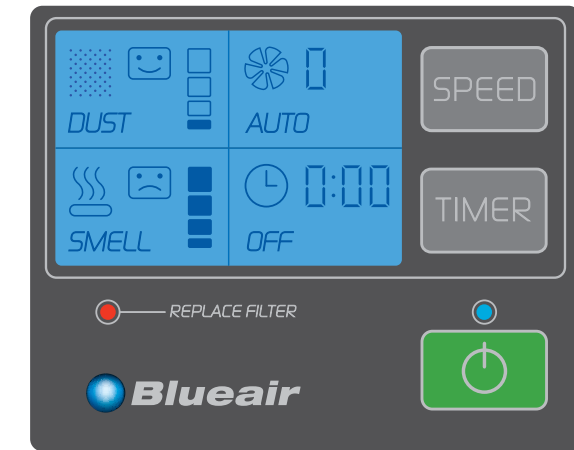 DUST
0
AUTO
SPEED
SMELL
0:00
OFF
TIMER
REPLACE FILTER
Blueair